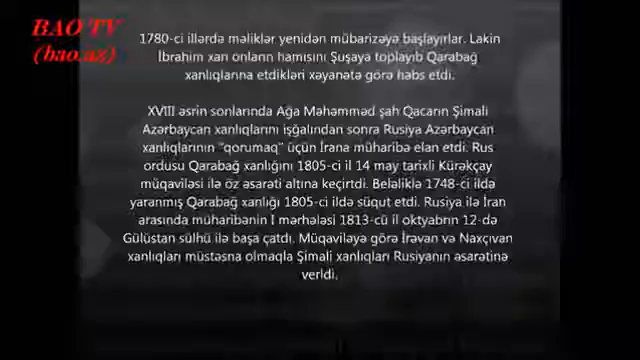 BAO TV
(bao.az)
1780-ci illərdə məliklər yenidən mübarizəyə başlayırlar. Lakin
İbrahim xan onların hamısını Şuşaya toplayıb Qarabağ
xanlıqlarına etdikləri xəyanətə görə həbs etdi.
XVIII əsrin sonlarında Ağa Məhəmməd şah Qacarın Şimali
Azərbaycan xanlıqlarını işğalından sonra Rusiya Azərbaycan
xanlıqlarının "qorumaq" üçün İrana müharibə elan etdi. Rus
ordusu Qarabağ xanlığını 1805-ci il 14 may tarixli Kürəkçay
müqaviləsi ilə öz əsarəti altına keçirtdi. Beləliklə 1748-ci ildə
yaranmış Qarabağ xanlığı 1805-ci ildə süqut etdi. Rusiya ilə İran
arasında müharibənin I mərhələsi 1813-cü il oktyabrın 12-də
Gülüstan sülhü ilə başa çatdı. Müqaviləyə görə İrəvan və Naxçıvan
xanlıqları müstəsna olmaqla Şimali xanlıqları Rusiyanın əsarətinə
verldi.